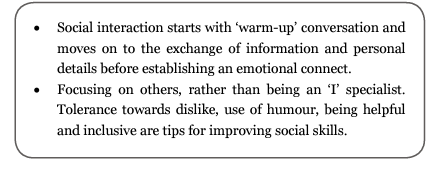 • Social interaction starts with ‘warm-up’ conversation and
moves on to the exchange of information and personal
details before establishing an emotional connect.
• Focusing on others, rather than being an ‘I’ specialist.
Tolerance towards dislike, use of humour, being helpful
and inclusive are tips for improving social skills.